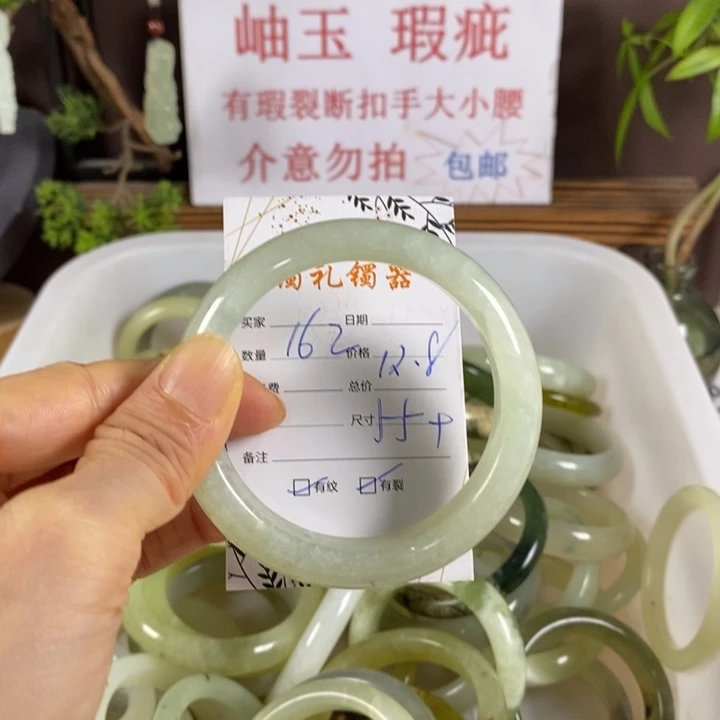 岫玉 瑕疵
有瑕裂断扣手大小腰
介意勿拍 包邮
礼镯器
买家 日期
数量 162 价格 12.8
费 总价
尺寸 55+
备注
有纹 有裂